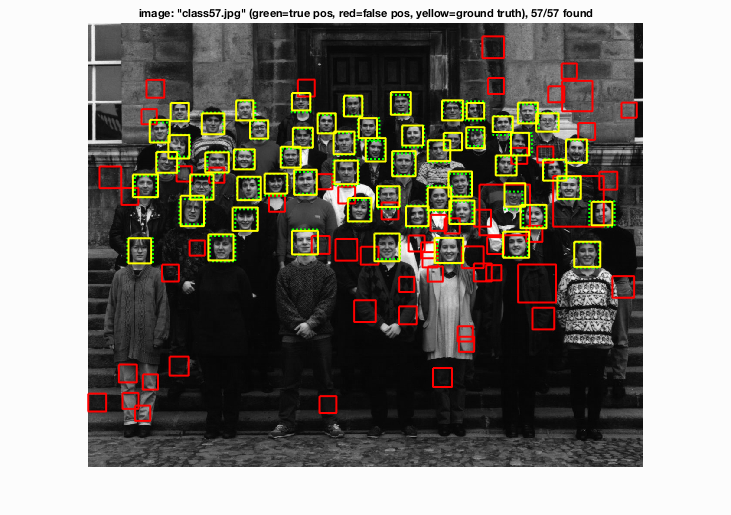 image: "class57.jpg" (green=true pos, red=false pos, yellow=ground truth), 57/57 found